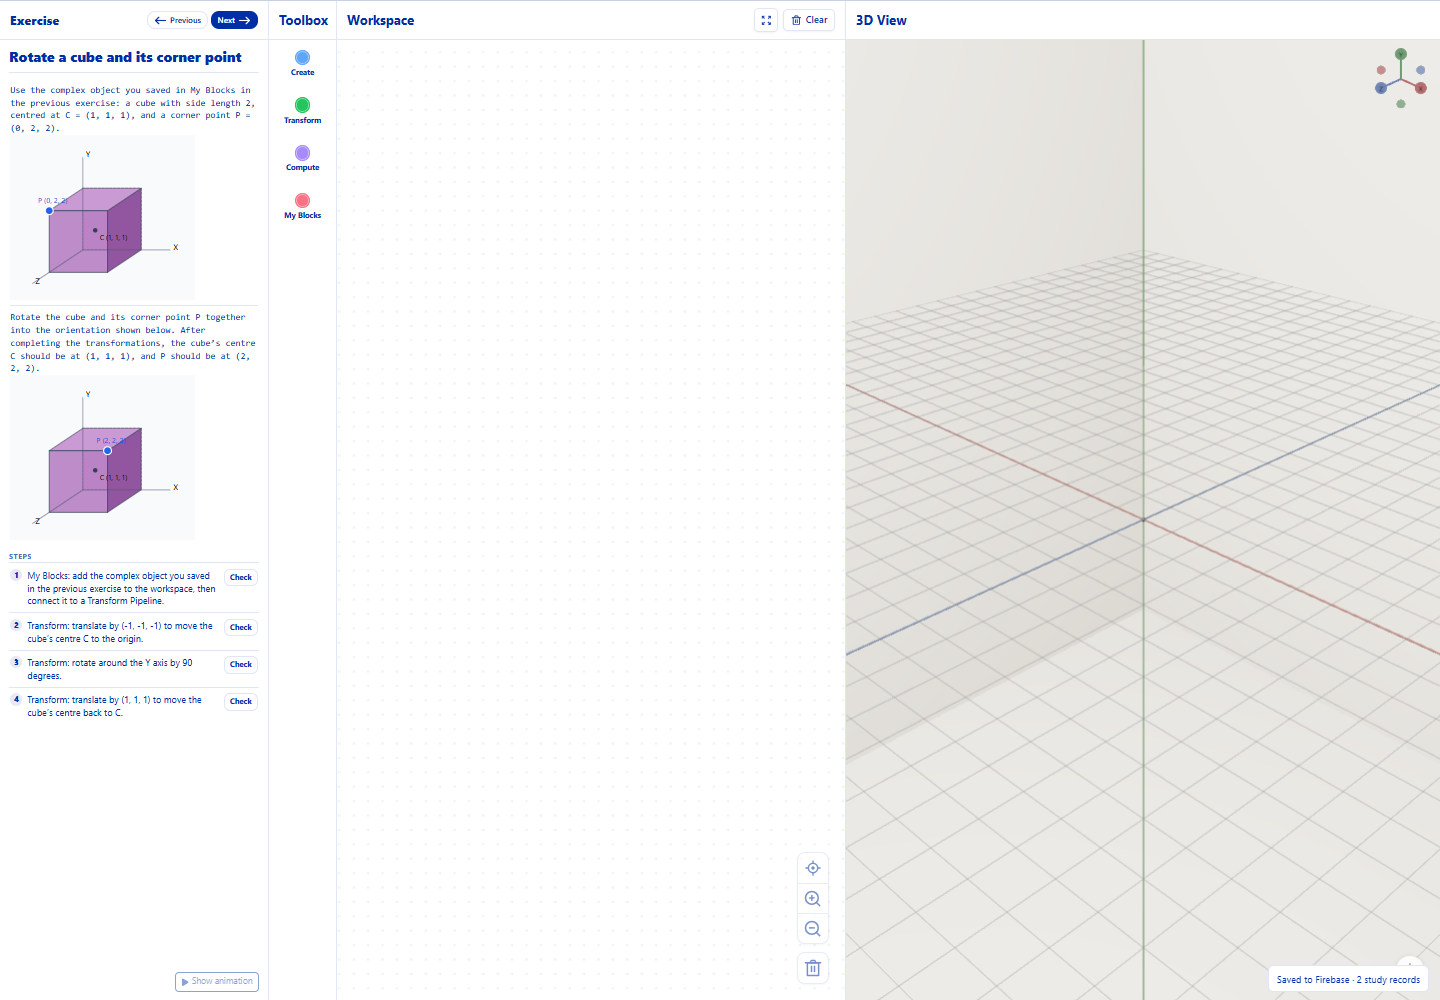 Exercise
Previous
Next
Toolbox
Workspace
Clear
3D View
Rotate a cube and its corner point
Use the complex object you saved in My Blocks in
the previous exercise: a cube with side length 2,
centred at C = (1, 1, 1), and a corner point P =
(0, 2, 2).
Y
P (0, 2, 2)
C (1, 1, 1)
X
Z
Rotate the cube and its corner point P together
into the orientation shown below. After
completing the transformations, the cube's centre
C should be at (1, 1, 1), and P should be at (2,
2, 2).
Y
P (2, 2, 2)
C (1, 1, 1)
X
Z
STEPS
1 My Blocks: add the complex object you saved
in the previous exercise to the workspace, then
connect it to a Transform Pipeline.
Check
2 Transform: translate by (-1, -1, -1) to move the
cube's centre C to the origin.
Check
3 Transform: rotate around the Y axis by 90
degrees.
Check
4 Transform: translate by (1, 1, 1) to move the
cube's centre back to C.
Check
Show animation
Create
Transform
Compute
My Blocks
Y
Z
X
Saved to Firebase · 2 study records